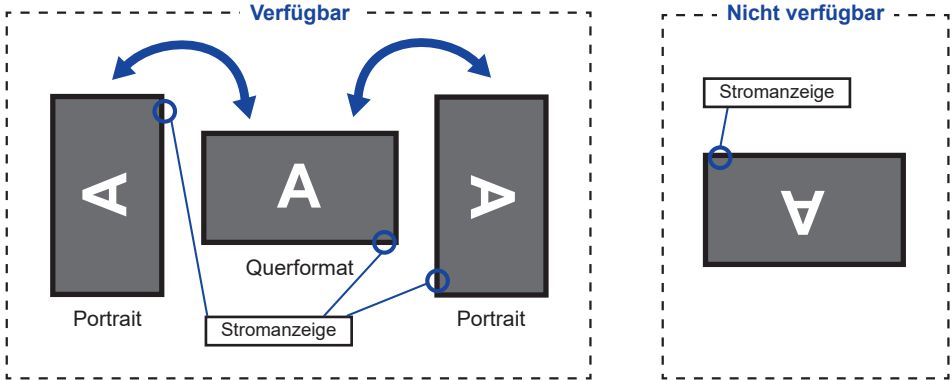 Verfügbar
Nicht verfügbar
Stromanzeige
A
A
A
A
Querformat
Portrait
Stromanzeige
Portrait